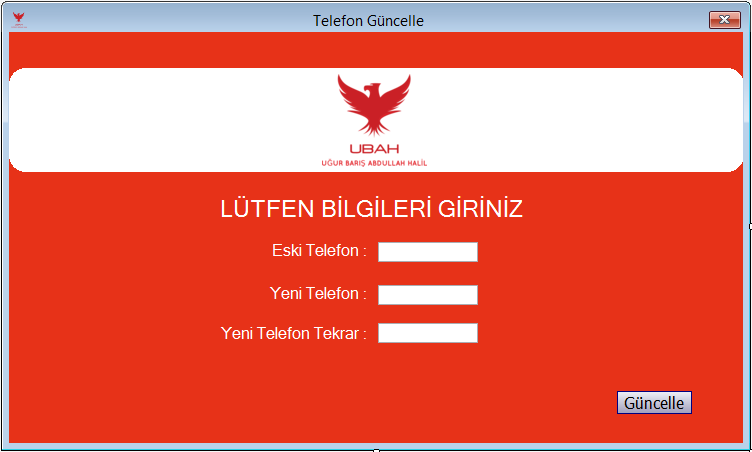 Telefon Güncelle
UBAH
UĞUR BARIŞ ABDULLAH HALİL
LÜTFEN BİLGİLERİ GİRİNİZ
Eski Telefon :
Yeni Telefon :
Yeni Telefon Tekrar :
Güncelle